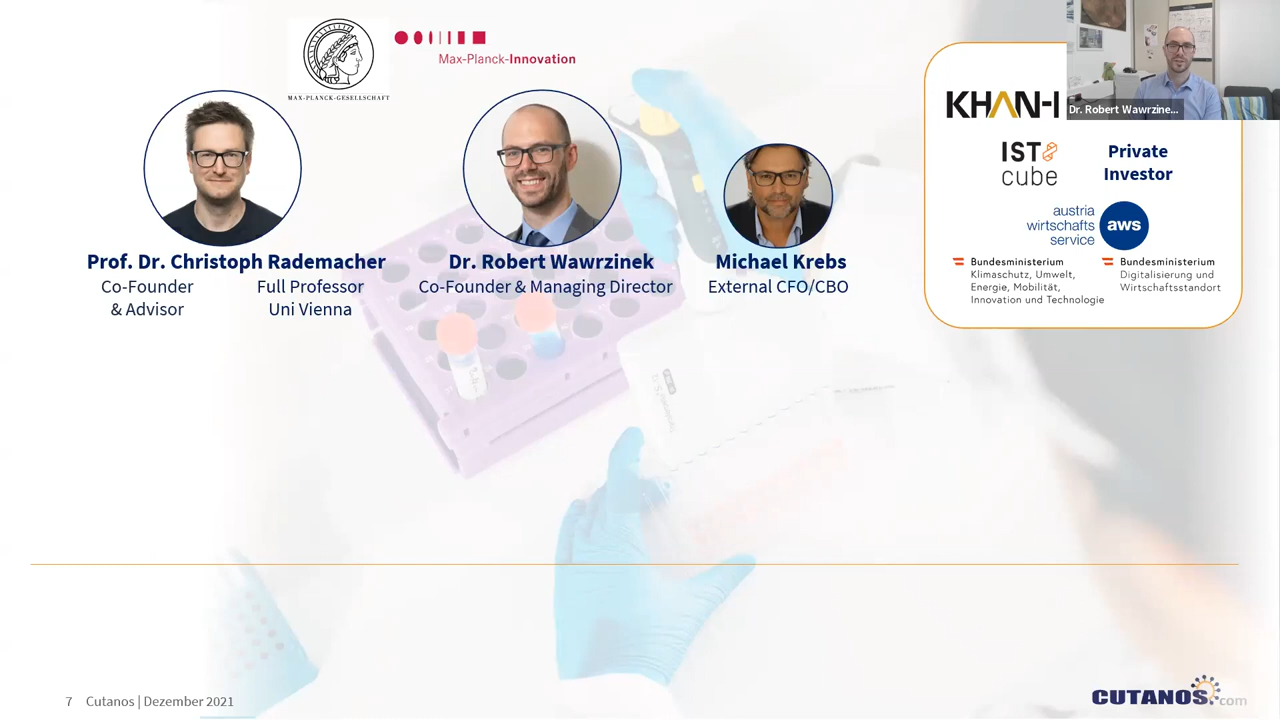 MAX-PLANCK-GESELLSCHAFT
Max-Planck-Innovation
Prof. Dr. Christoph Rademacher
Co-Founder
& Advisor
Full Professor
Uni Vienna
Dr. Robert Wawrzinek
Co-Founder & Managing Director
Michael Krebs
External CFO/CBO
KHAN-I
Dr. Robert Wawrzine...
IST
cube
Private
Investor
austria
wirtschafts
service
aws
Bundesministerium
Klimaschutz, Umwelt,
Energie, Mobilität,
Innovation und Technologie
Bundesministerium
Digitalisierung und
Wirtschaftsstandort
7 Cutanos | Dezember 2021
CUTANOS.com